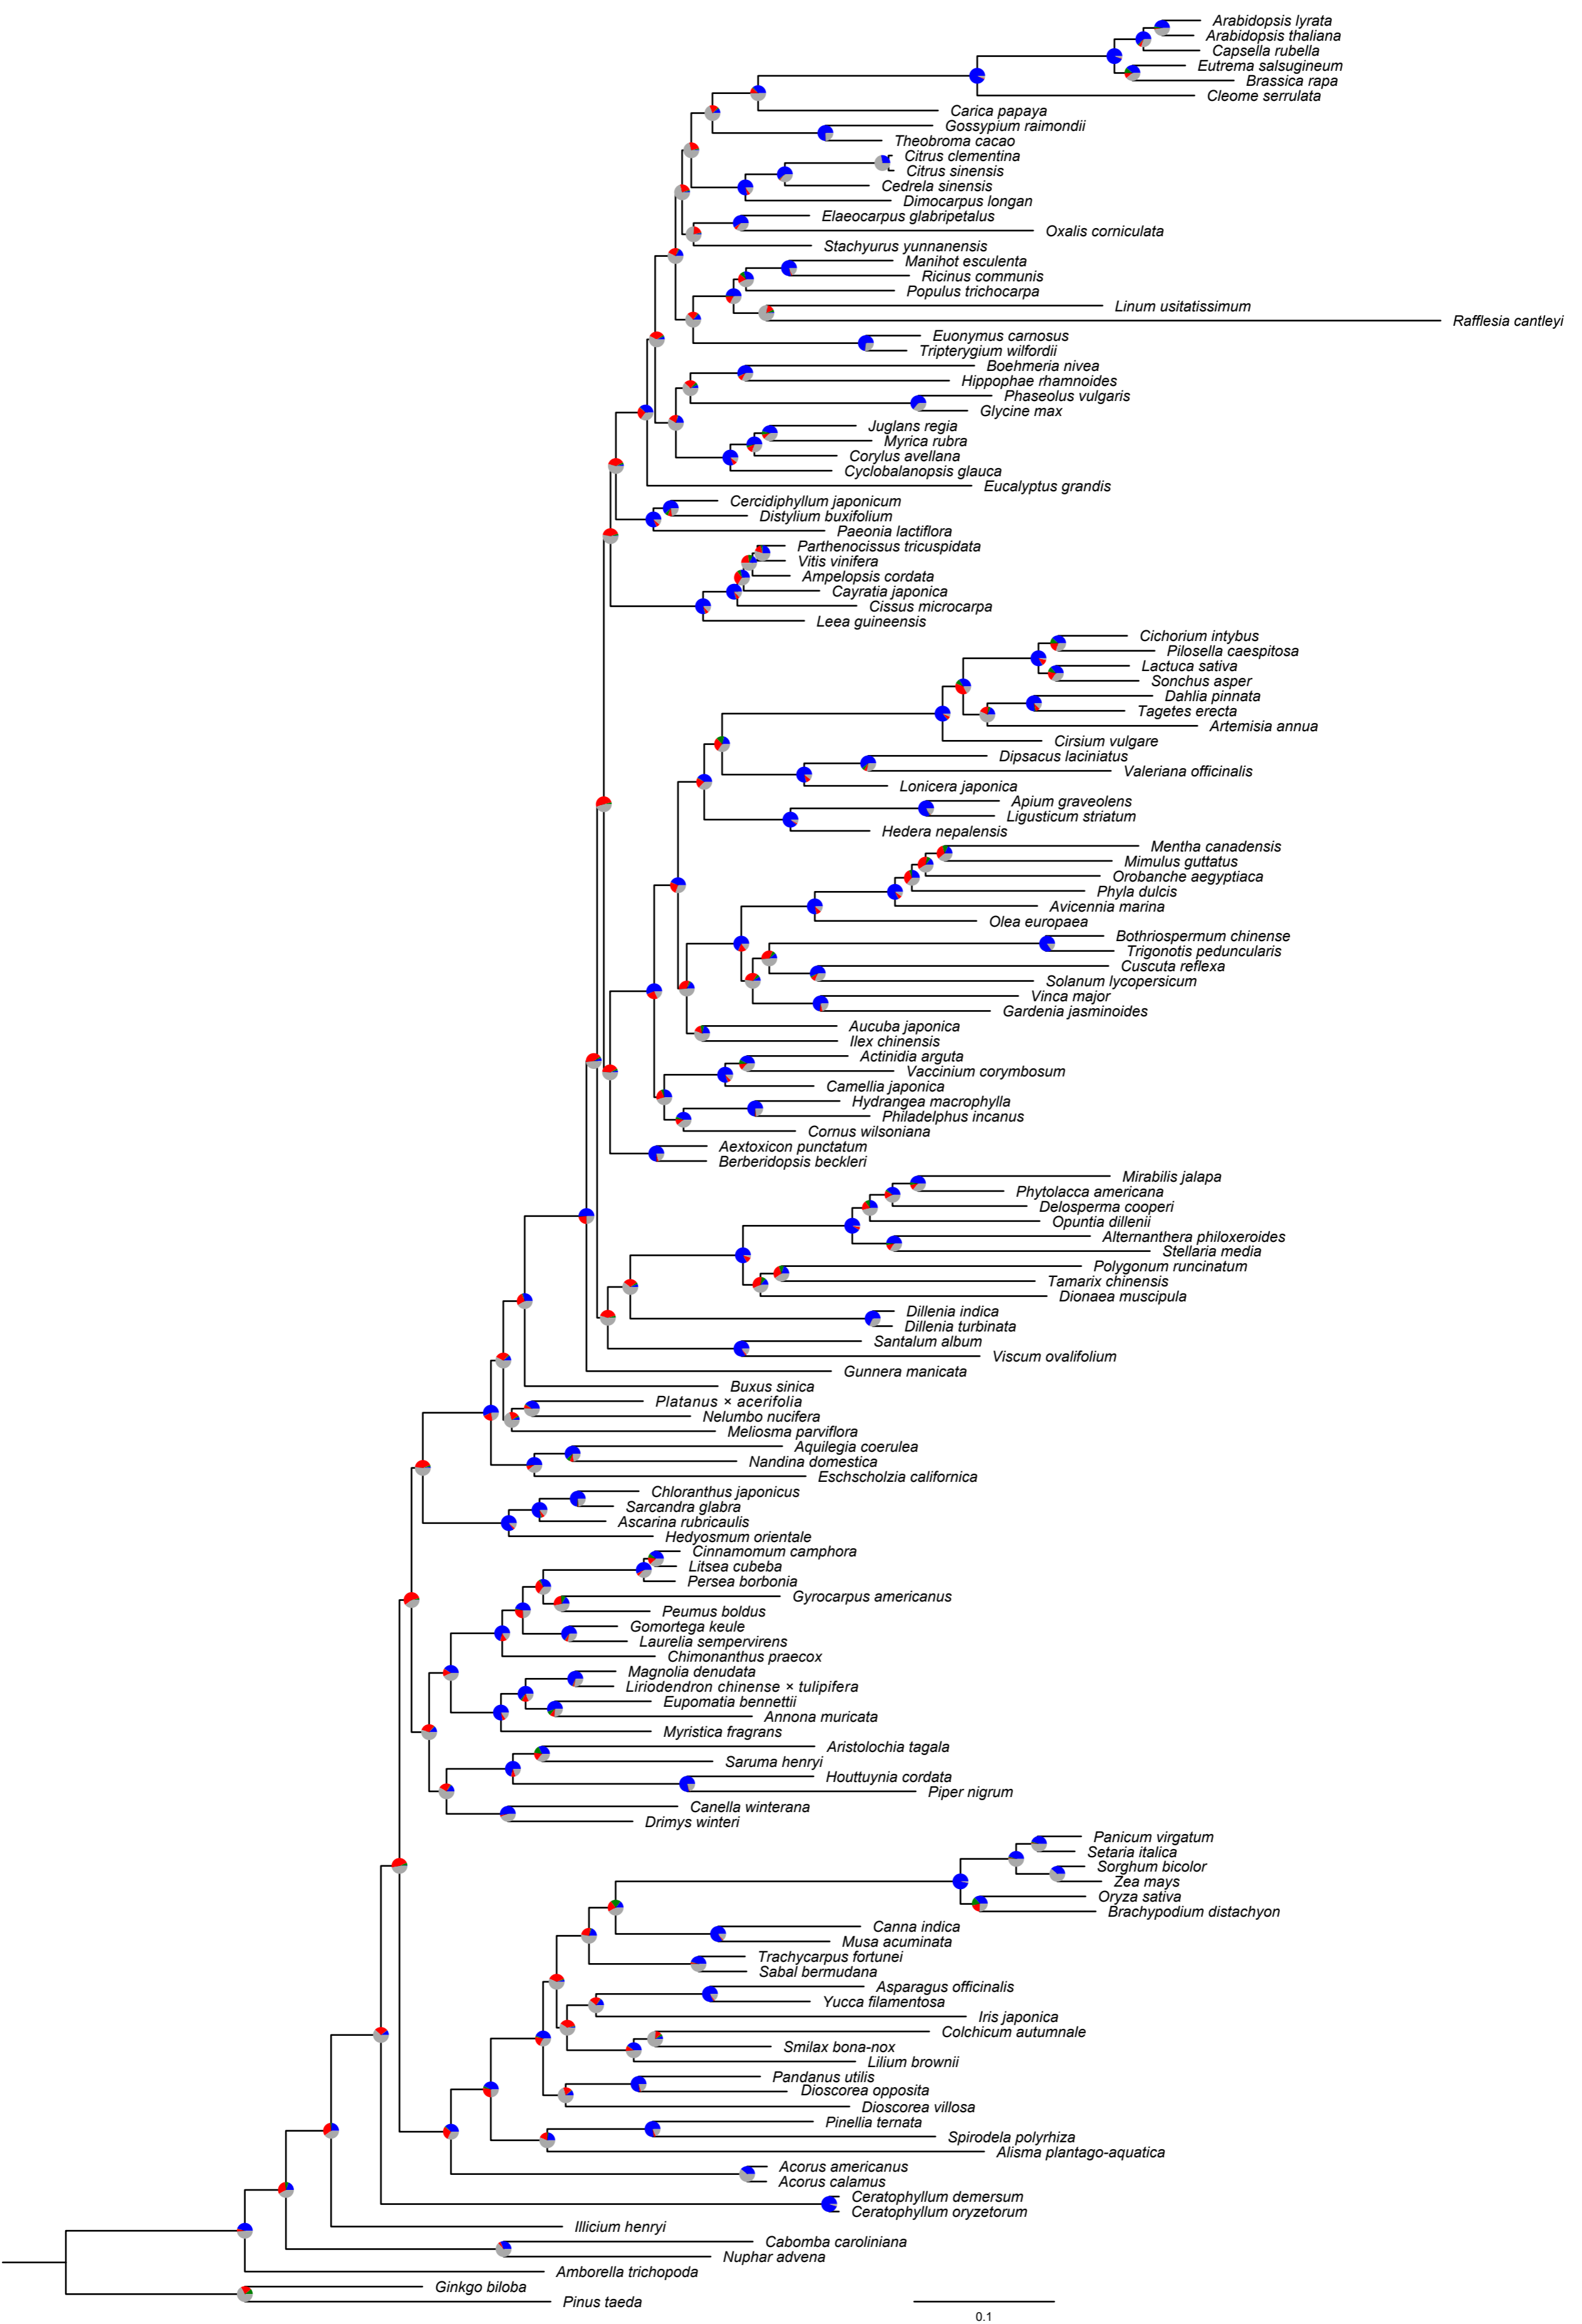 Arabidopsis lyrata
Arabidopsis thaliana
Capsella rubella
Eutrema salsugineum
Brassica rapa
Cleome serrulata
Carica papaya
Gossypium raimondii
Theobroma cacao
Citrus clementina
Citrus sinensis
Cedrela sinensis
Dimocarpus longan
Elaeocarpus glabripetalus
Oxalis corniculata
Stachyurus yunnanensis
Manihot esculenta
Ricinus communis
Populus trichocarpa
Linum usitatissimum
Rafflesia cantleyi
Euonymus carnosus
Tripterygium wilfordii
Boehmeria nivea
Hippophae rhamnoides
Phaseolus vulgaris
Glycine max
Juglans regia
Myrica rubra
Corylus avellana
Cyclobalanopsis glauca
Eucalyptus grandis
Cercidiphyllum japonicum
Distylium buxifolium
Paeonia lactiflora
Parthenocissus tricuspidata
Vitis vinifera
Ampelopsis cordata
Cayratia japonica
Cissus microcarpa
Leea guineensis
Cichorium intybus
Pilosella caespitosa
Lactuca sativa
Sonchus asper
Dahlia pinnata
Tagetes erecta
Artemisia annua
Cirsium vulgare
Dipsacus laciniatus
Valeriana officinalis
Lonicera japonica
Apium graveolens
Ligusticum striatum
Hedera nepalensis
Mentha canadensis
Mimulus guttatus
Orobanche aegyptiaca
Phyla dulcis
Avicennia marina
Olea europaea
Bothriospermum chinense
Trigonotis peduncularis
Cuscuta reflexa
Solanum lycopersicum
Vinca major
Gardenia jasminoides
Aucuba japonica
Ilex chinensis
Actinidia arguta
Vaccinium corymbosum
Camellia japonica
Hydrangea macrophylla
Philadelphus incanus
Cornus wilsoniana
Aextoxicon punctatum
Berberidopsis beckleri
Mirabilis jalapa
Phytolacca americana
Delosperma cooperi
Opuntia dillenii
Alternanthera philoxeroides
Stellaria media
Polygonum runcinatum
Tamarix chinensis
Dionaea muscipula
Dillenia indica
Dillenia turbinata
Santalum album
Viscum ovalifolium
Gunnera manicata
Buxus sinica
Platanus × acerifolia
Nelumbo nucifera
Meliosma parviflora
Aquilegia coerulea
Nandina domestica
Eschscholzia californica
Chloranthus japonicus
Sarcandra glabra
Ascarina rubricaulis
Hedyosmum orientale
Cinnamomum camphora
Litsea cubeba
Persea borbonia
Gyrocarpus americanus
Peumus boldus
Gomortega keule
Laurelia sempervirens
Chimonanthus praecox
Magnolia denudata
Liriodendron chinense × tulipifera
Eupomatia bennettii
Annona muricata
Myristica fragrans
Aristolochia tagala
Saruma henryi
Houttuynia cordata
Piper nigrum
Canella winterana
Drimys winteri
Panicum virgatum
Setaria italica
Sorghum bicolor
Zea mays
Oryza sativa
Brachypodium distachyon
Canna indica
Musa acuminata
Trachycarpus fortunei
Sabal bermudana
Asparagus officinalis
Yucca filamentosa
Iris japonica
Colchicum autumnale
Smilax bona-nox
Lilium brownii
Pandanus utilis
Dioscorea opposita
Dioscorea villosa
Pinellia ternata
Spirodela polyrhiza
Alisma plantago-aquatica
Acorus americanus
Acorus calamus
Ceratophyllum demersum
Ceratophyllum oryzetorum
Illicium henryi
Cabomba caroliniana
Nuphar advena
Amborella trichopoda
Ginkgo biloba
Pinus taeda
0.1